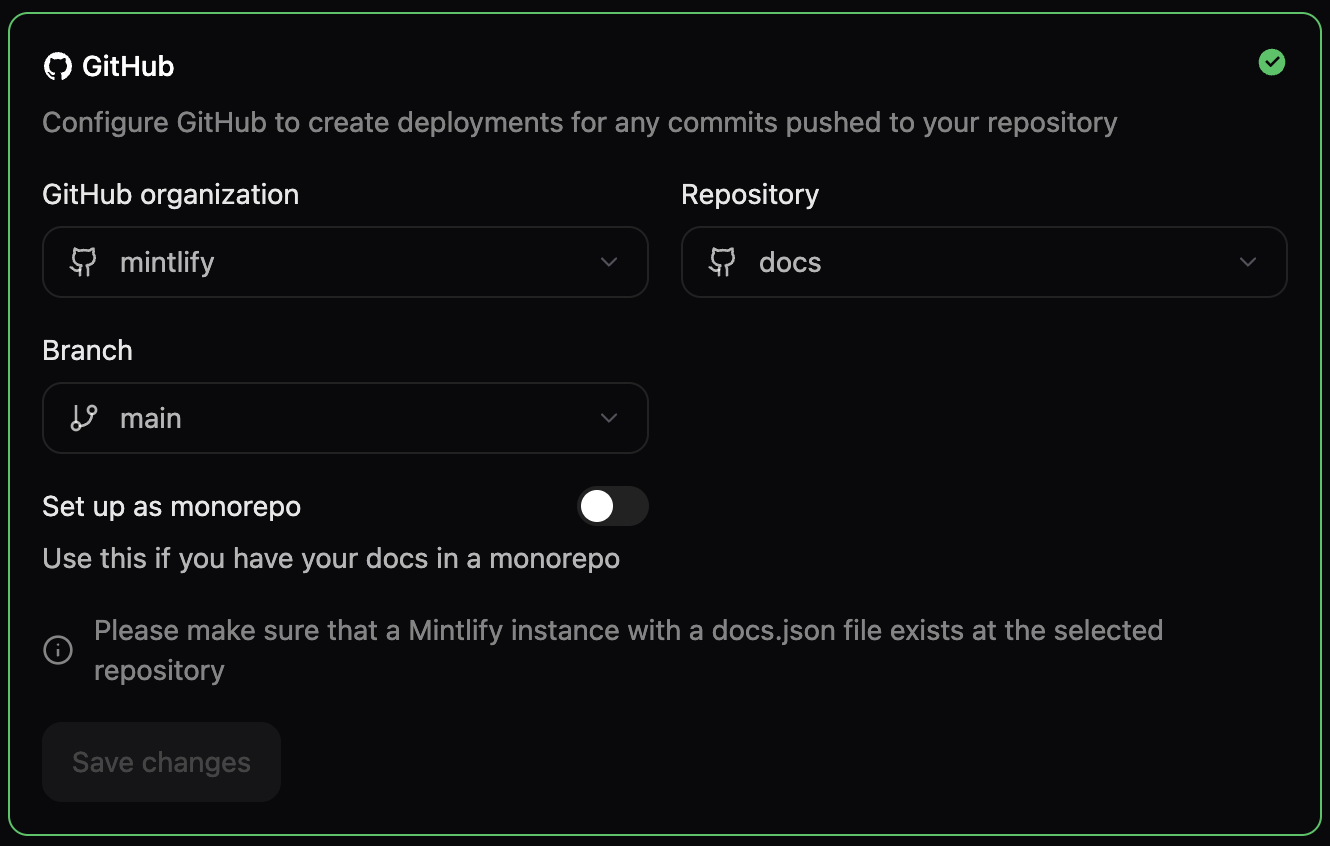 GitHub
Configure GitHub to create deployments for any commits pushed to your repository
GitHub organization
Repository
mintlify
docs
Branch
main
Set up as monorepo
Use this if you have your docs in a monorepo
Please make sure that a Mintlify instance with a docs.json file exists at the selected
repository
Save changes